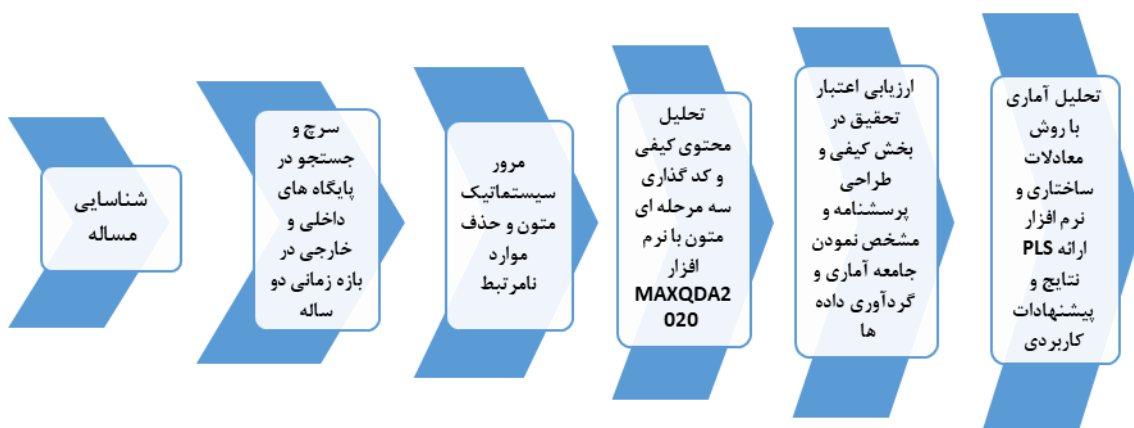 شناسایی
مساله
سرچ و
جستجو در
پایگاه های
داخلی و
خارجی در
بازه زمانی دو
ساله
مرور
سیستماتیک
متون و حذف
موارد
نامرتبط
تحلیل
محتوی کیفی
و کد گذاری
سه مرحله ای
متون با نرم
افزار
MAXQDA2
020
ارزیابی اعتبار
تحقیق در
بخش کیفی و
طراحی
پرسشنامه و
مشخص نمودن
جامعه آماری و
گردآوری داده
ها
تحلیل آماری
با روش
معادلات
ساختاری و
نرم افزار
PLS ارائه
نتایج و
پیشنهادات
کاربردی